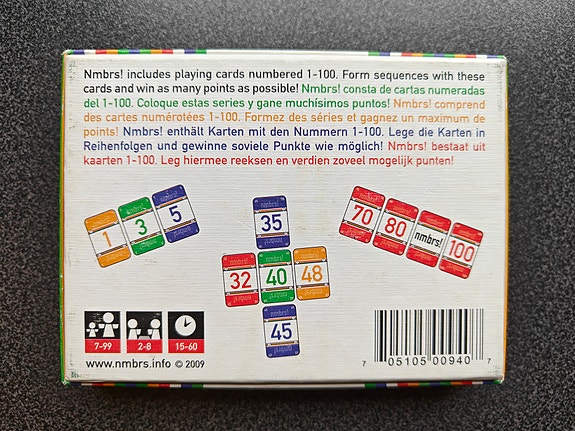 Nmbrs! includes playing cards numbered 1-100. Form sequences with these
cards and win as many points as possible! Nmbrs! consta de cartas numeradas
del 1-100. Coloque estas series y gane muchísimos puntos! Nmbrs! comprend
des cartes numérotées 1-100. Formez des séries et gagnez un maximum de
points! Nmbrs! enthält Karten mit den Nummern 1-100. Lege die Karten in
Reihenfolgen und gewinne soviele Punkte wie möglich! Nmbrs! bestaat uit
kaarten 1-100. Leg hiermee reeksen en verdien zoveel mogelijk punten!
1
3
5
nmbrs!
35
nmbrs!
32
nmbrs!
40
nmbrs!
48
nmbrs!
45
70
80
nmbrs!
100
7-99 2-8 15-60
www.nmbrs.info © 2009
7 05105 00940 7